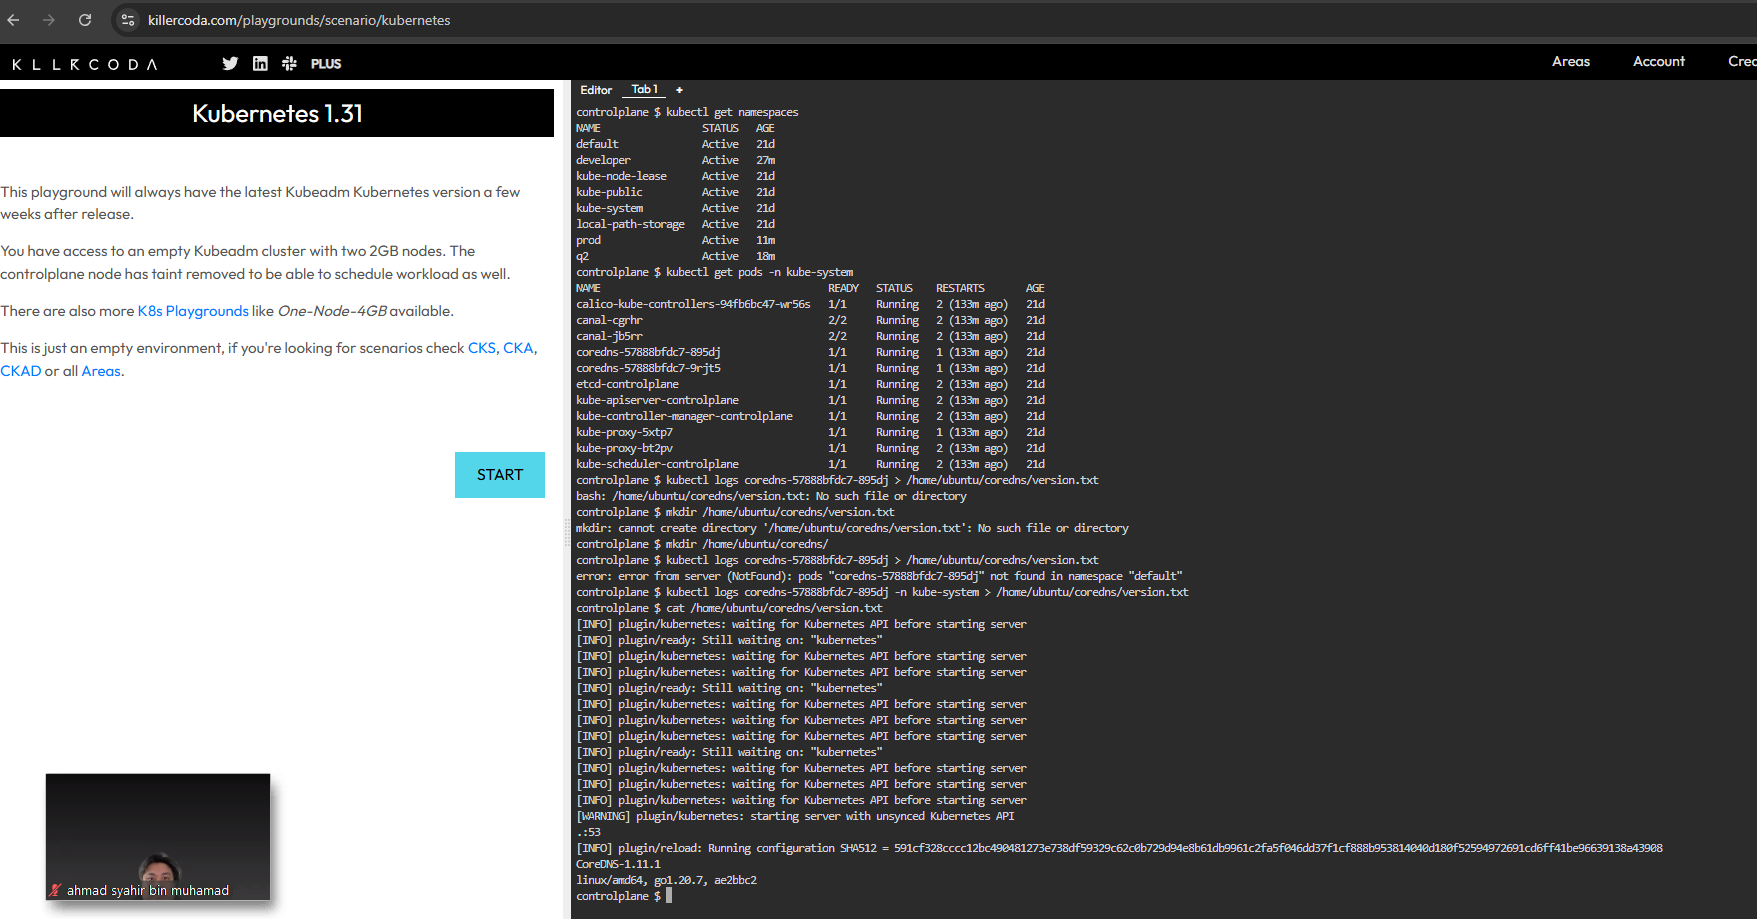 killercoda.com/playgrounds/scenario/kubernetes
KLLRCODA
PLUS
Areas
Account
Crea
Kubernetes 1.31
This playground will always have the latest Kubeadm Kubernetes version a few
weeks after release.
You have access to an empty Kubeadm cluster with two 2GB nodes. The
controlplane node has taint removed to be able to schedule workload as well.
There are also more K8s Playgrounds like One-Node-4GB available.
This is just an empty environment, if you're looking for scenarios check CKS, CKA,
CKAD or all Areas.
START
ahmad syahir bin muhamad
Editor Tab 1 +
controlplane $ kubectl get namespaces
NAME STATUS AGE
default Active 21d
developer Active 27m
kube-node-lease Active 21d
kube-public Active 21d
kube-system Active 21d
local-path-storage Active 21d
prod Active 11m
q2 Active 18m
controlplane $ kubectl get pods -n kube-system
NAME READY STATUS RESTARTS AGE
calico-kube-controllers-94fb6bc47-wr56s 1/1 Running 2 (133m ago) 21d
canal-cgrhr 2/2 Running 2 (133m ago) 21d
canal-jb5rr 2/2 Running 2 (133m ago) 21d
coredns-57888bfdc7-895dj 1/1 Running 1 (133m ago) 21d
coredns-57888bfdc7-9rjt5 1/1 Running 1 (133m ago) 21d
etcd-controlplane 1/1 Running 2 (133m ago) 21d
kube-apiserver-controlplane 1/1 Running 2 (133m ago) 21d
kube-controller-manager-controlplane 1/1 Running 2 (133m ago) 21d
kube-proxy-5xtp7 1/1 Running 1 (133m ago) 21d
kube-proxy-bt2pv 1/1 Running 2 (133m ago) 21d
kube-scheduler-controlplane 1/1 Running 2 (133m ago) 21d
controlplane $ kubectl logs coredns-57888bfdc7-895dj > /home/ubuntu/coredns/version.txt
bash: /home/ubuntu/coredns/version.txt: No such file or directory
controlplane $ mkdir /home/ubuntu/coredns/version.txt
mkdir: cannot create directory '/home/ubuntu/coredns/version.txt': No such file or directory
controlplane $ mkdir /home/ubuntu/coredns/
controlplane $ kubectl logs coredns-57888bfdc7-895dj > /home/ubuntu/coredns/version.txt
error: error from server (NotFound): pods "coredns-57888bfdc7-895dj" not found in namespace "default"
controlplane $ kubectl logs coredns-57888bfdc7-895dj -n kube-system > /home/ubuntu/coredns/version.txt
controlplane $ cat /home/ubuntu/coredns/version.txt
[INFO] plugin/kubernetes: waiting for Kubernetes API before starting server
[INFO] plugin/ready: Still waiting on: "kubernetes"
[INFO] plugin/kubernetes: waiting for Kubernetes API before starting server
[INFO] plugin/kubernetes: waiting for Kubernetes API before starting server
[INFO] plugin/ready: Still waiting on: "kubernetes"
[INFO] plugin/kubernetes: waiting for Kubernetes API before starting server
[INFO] plugin/kubernetes: waiting for Kubernetes API before starting server
[INFO] plugin/kubernetes: waiting for Kubernetes API before starting server
[INFO] plugin/ready: Still waiting on: "kubernetes"
[INFO] plugin/kubernetes: waiting for Kubernetes API before starting server
[INFO] plugin/kubernetes: waiting for Kubernetes API before starting server
[INFO] plugin/kubernetes: waiting for Kubernetes API before starting server
[WARNING] plugin/kubernetes: starting server with unsynced Kubernetes API
.:53
[INFO] plugin/reload: Running configuration SHA512 = 591cf328cccc12bc490481273e738df59329c62c0b729d94e8b61db9961c2fa5f046dd37f1cf888b953814040d180f52594972691cd6ff41be96639138a43908
CoreDNS-1.11.1
linux/amd64, go1.20.7, ae2bbc2
controlplane $